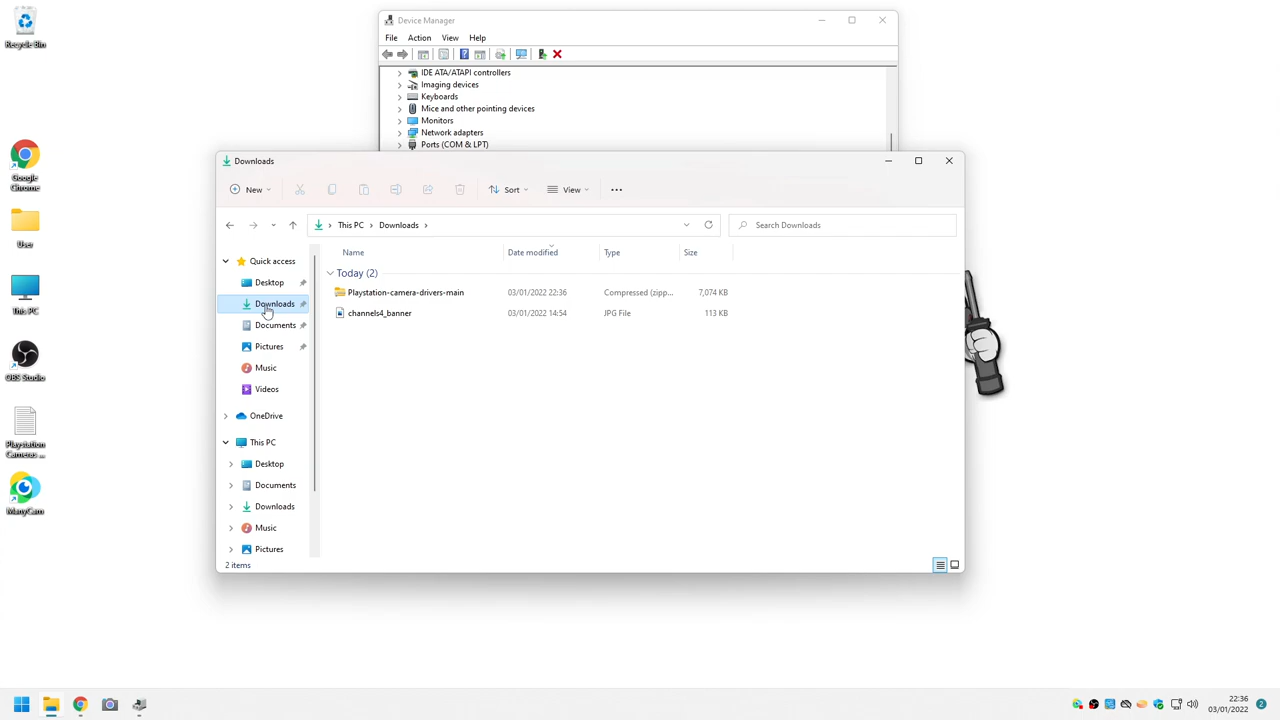 Recycle Bin
Google
Chrome
User
This PC
OBS Studio
Playstation
Cameras ...
ManyCam
Device Manager
File Action View Help
IDE ATA/ATAPI controllers
Imaging devices
Keyboards
Mice and other pointing devices
Monitors
Network adapters
Ports (COM & LPT)
Downloads
New Sort View ...
This PC > Downloads > Search Downloads
Name Date modified Type Size
Today (2)
Playstation-camera-drivers-main 03/01/2022 22:36 Compressed (zipp... 7,074 KB
channels4_banner 03/01/2022 14:54 JPG File 113 KB
Quick access
Desktop
Downloads
Documents
Pictures
Music
Videos
OneDrive
This PC
Desktop
Documents
Downloads
Music
Pictures
2 items
22:36
03/01/2022
2